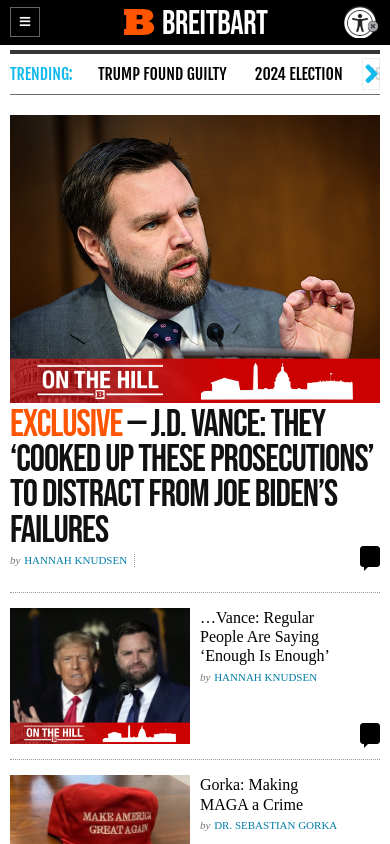 BREITBART
TRENDING:
TRUMP FOUND GUILTY
2024 ELECTION
ON THE HILL
EXCLUSIVE — J.D. VANCE: THEY
‘COOKED UP THESE PROSECUTIONS’
TO DISTRACT FROM JOE BIDEN’S
FAILURES
by HANNAH KNUDSEN
ON THE HILL
…Vance: Regular
People Are Saying
‘Enough Is Enough’
by HANNAH KNUDSEN
MAKE AMERICA
GREAT AGAIN
Gorka: Making
MAGA a Crime
by DR. SEBASTIAN GORKA